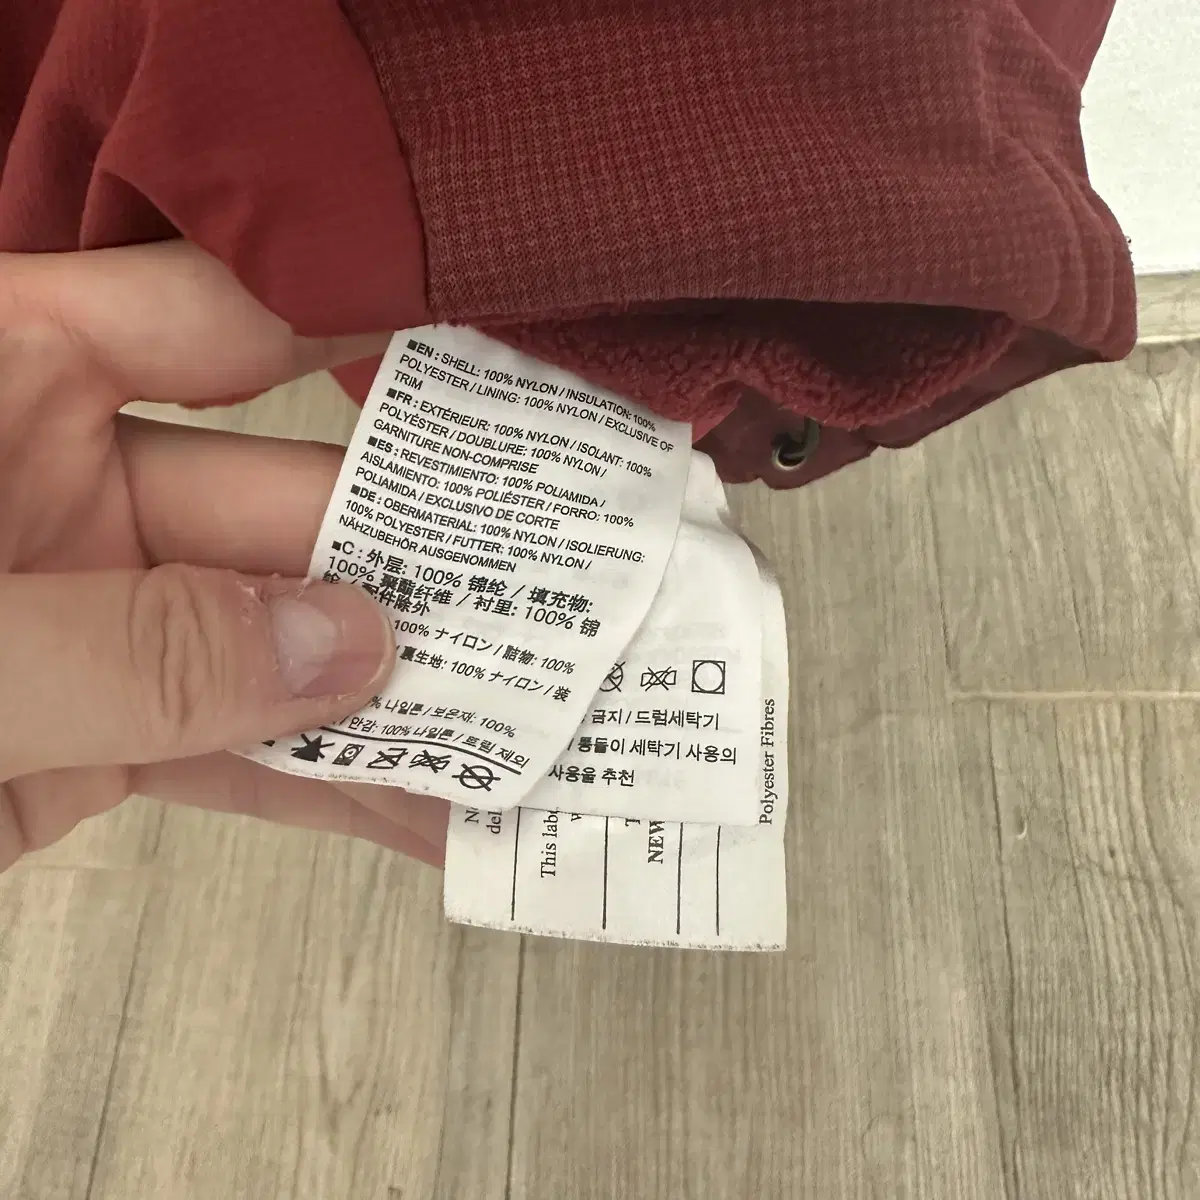 ■EN : SHELL: 100% NYLON / INSULATION: 100%
POLYESTER / LINING: 100% NYLON / EXCLUSIVE OF
TRIM
■FR : EXTÉRIEUR: 100% NYLON / ISOLANT: 100%
POLYÉSTER / DOUBLURE: 100% NYLON /
GARNITURE NON-COMPRISE
■ES : REVESTIMIENTO: 100% POLIAMIDA /
AISLAMIENTO: 100% POLIÉSTER / FORRO: 100%
POLIAMIDA / EXCLUSIVO DE CORTE
■DE : OBERMATERIAL: 100% NYLON / ISOLIERUNG:
100% POLYESTER / FUTTER: 100% NYLON /
NÄHZUBEHÖR AUSGENOMMEN
■C : 外层: 100% 锦纶 / 填充物:
100% 聚酯纤维 / 衬里: 100% 锦
纶 / 配件除外
100% ナイロン / 詰物: 100%
/ 裏生地: 100% ナイロン / 装
% 나일론 / 보온재: 100%
/ 안감: 100% 나일론 / 트림 제외
금지 / 드럼세탁기
/ 통돌이 세탁기 사용의
사용을 추천
This
NEW
Polyester Fibres